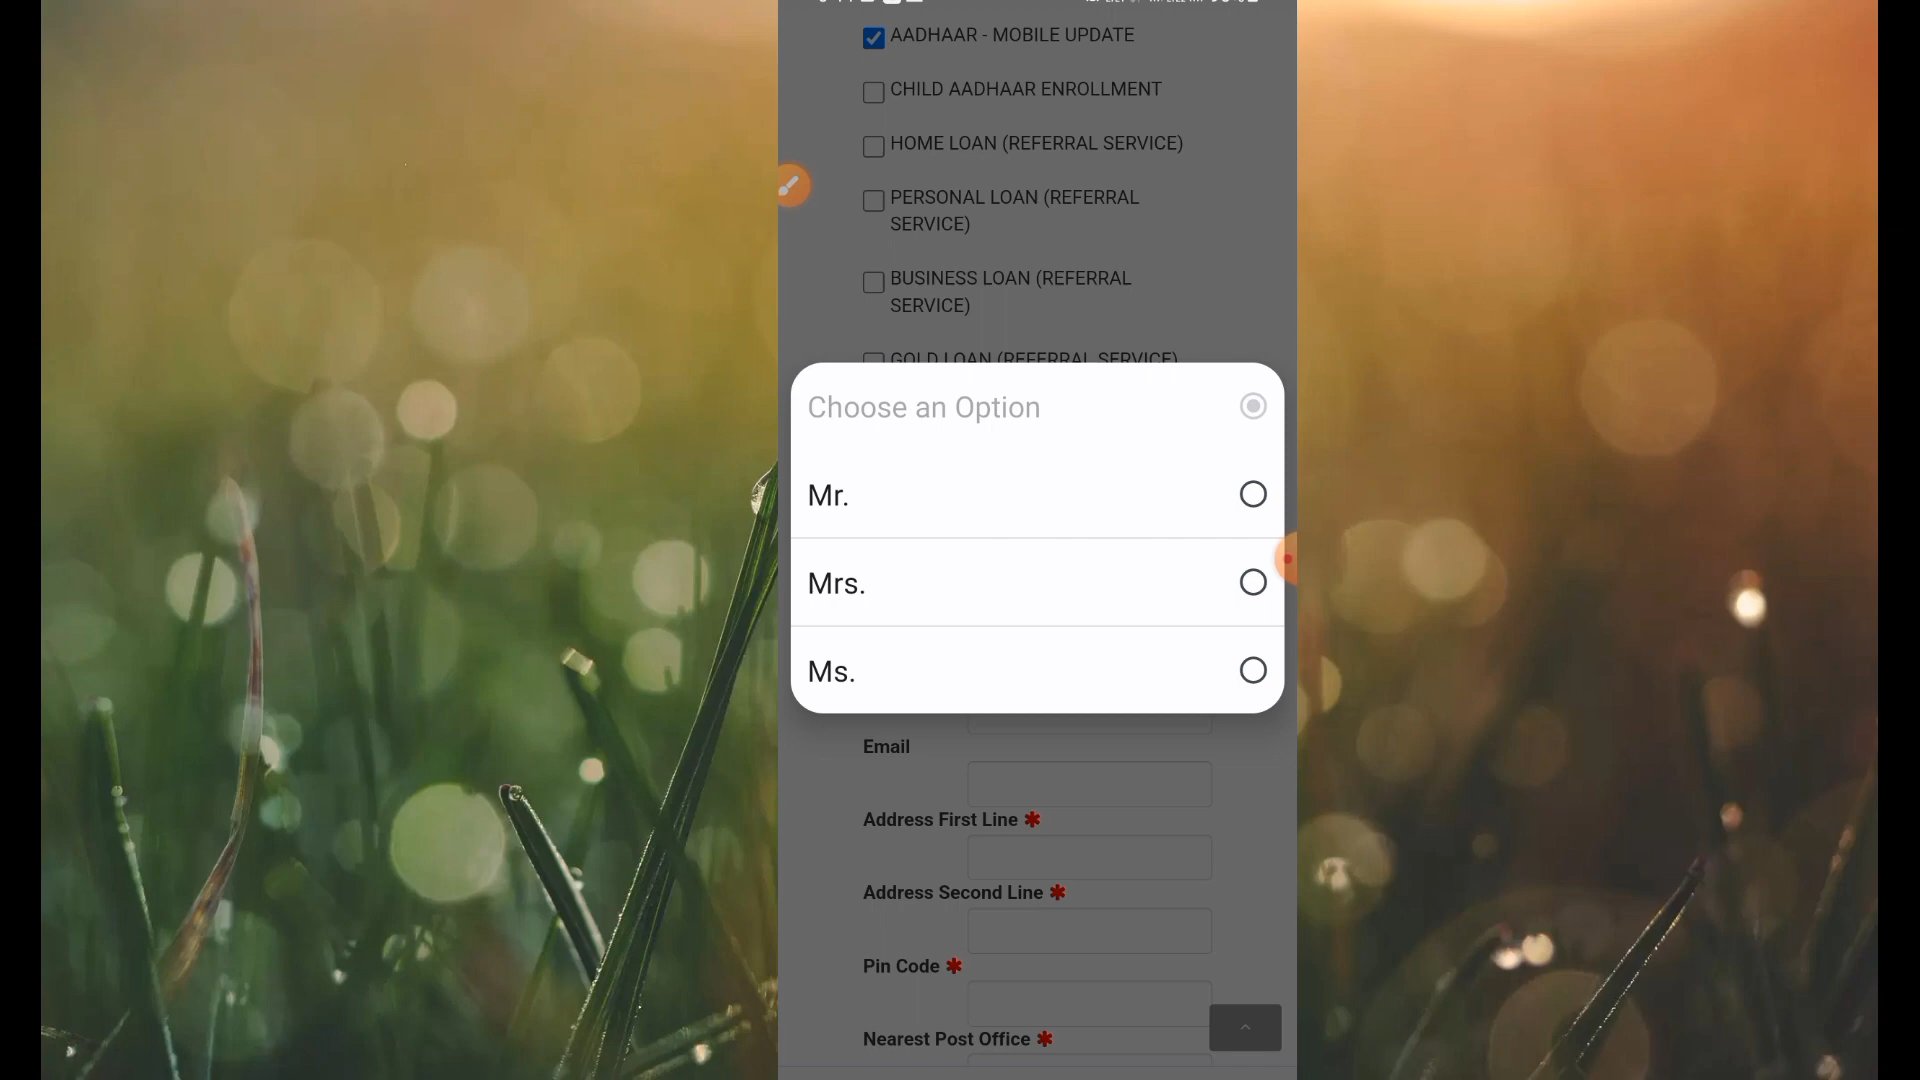 AADHAAR - MOBILE UPDATE
CHILD AADHAAR ENROLLMENT
HOME LOAN (REFERRAL SERVICE)
PERSONAL LOAN (REFERRAL
SERVICE)
BUSINESS LOAN (REFERRAL
SERVICE)
GOLD LOAN (REFERRAL SERVICE)
Choose an Option
Mr.
Mrs.
Ms.
Email
Address First Line ✱
Address Second Line ✱
Pin Code ✱
Nearest Post Office ✱